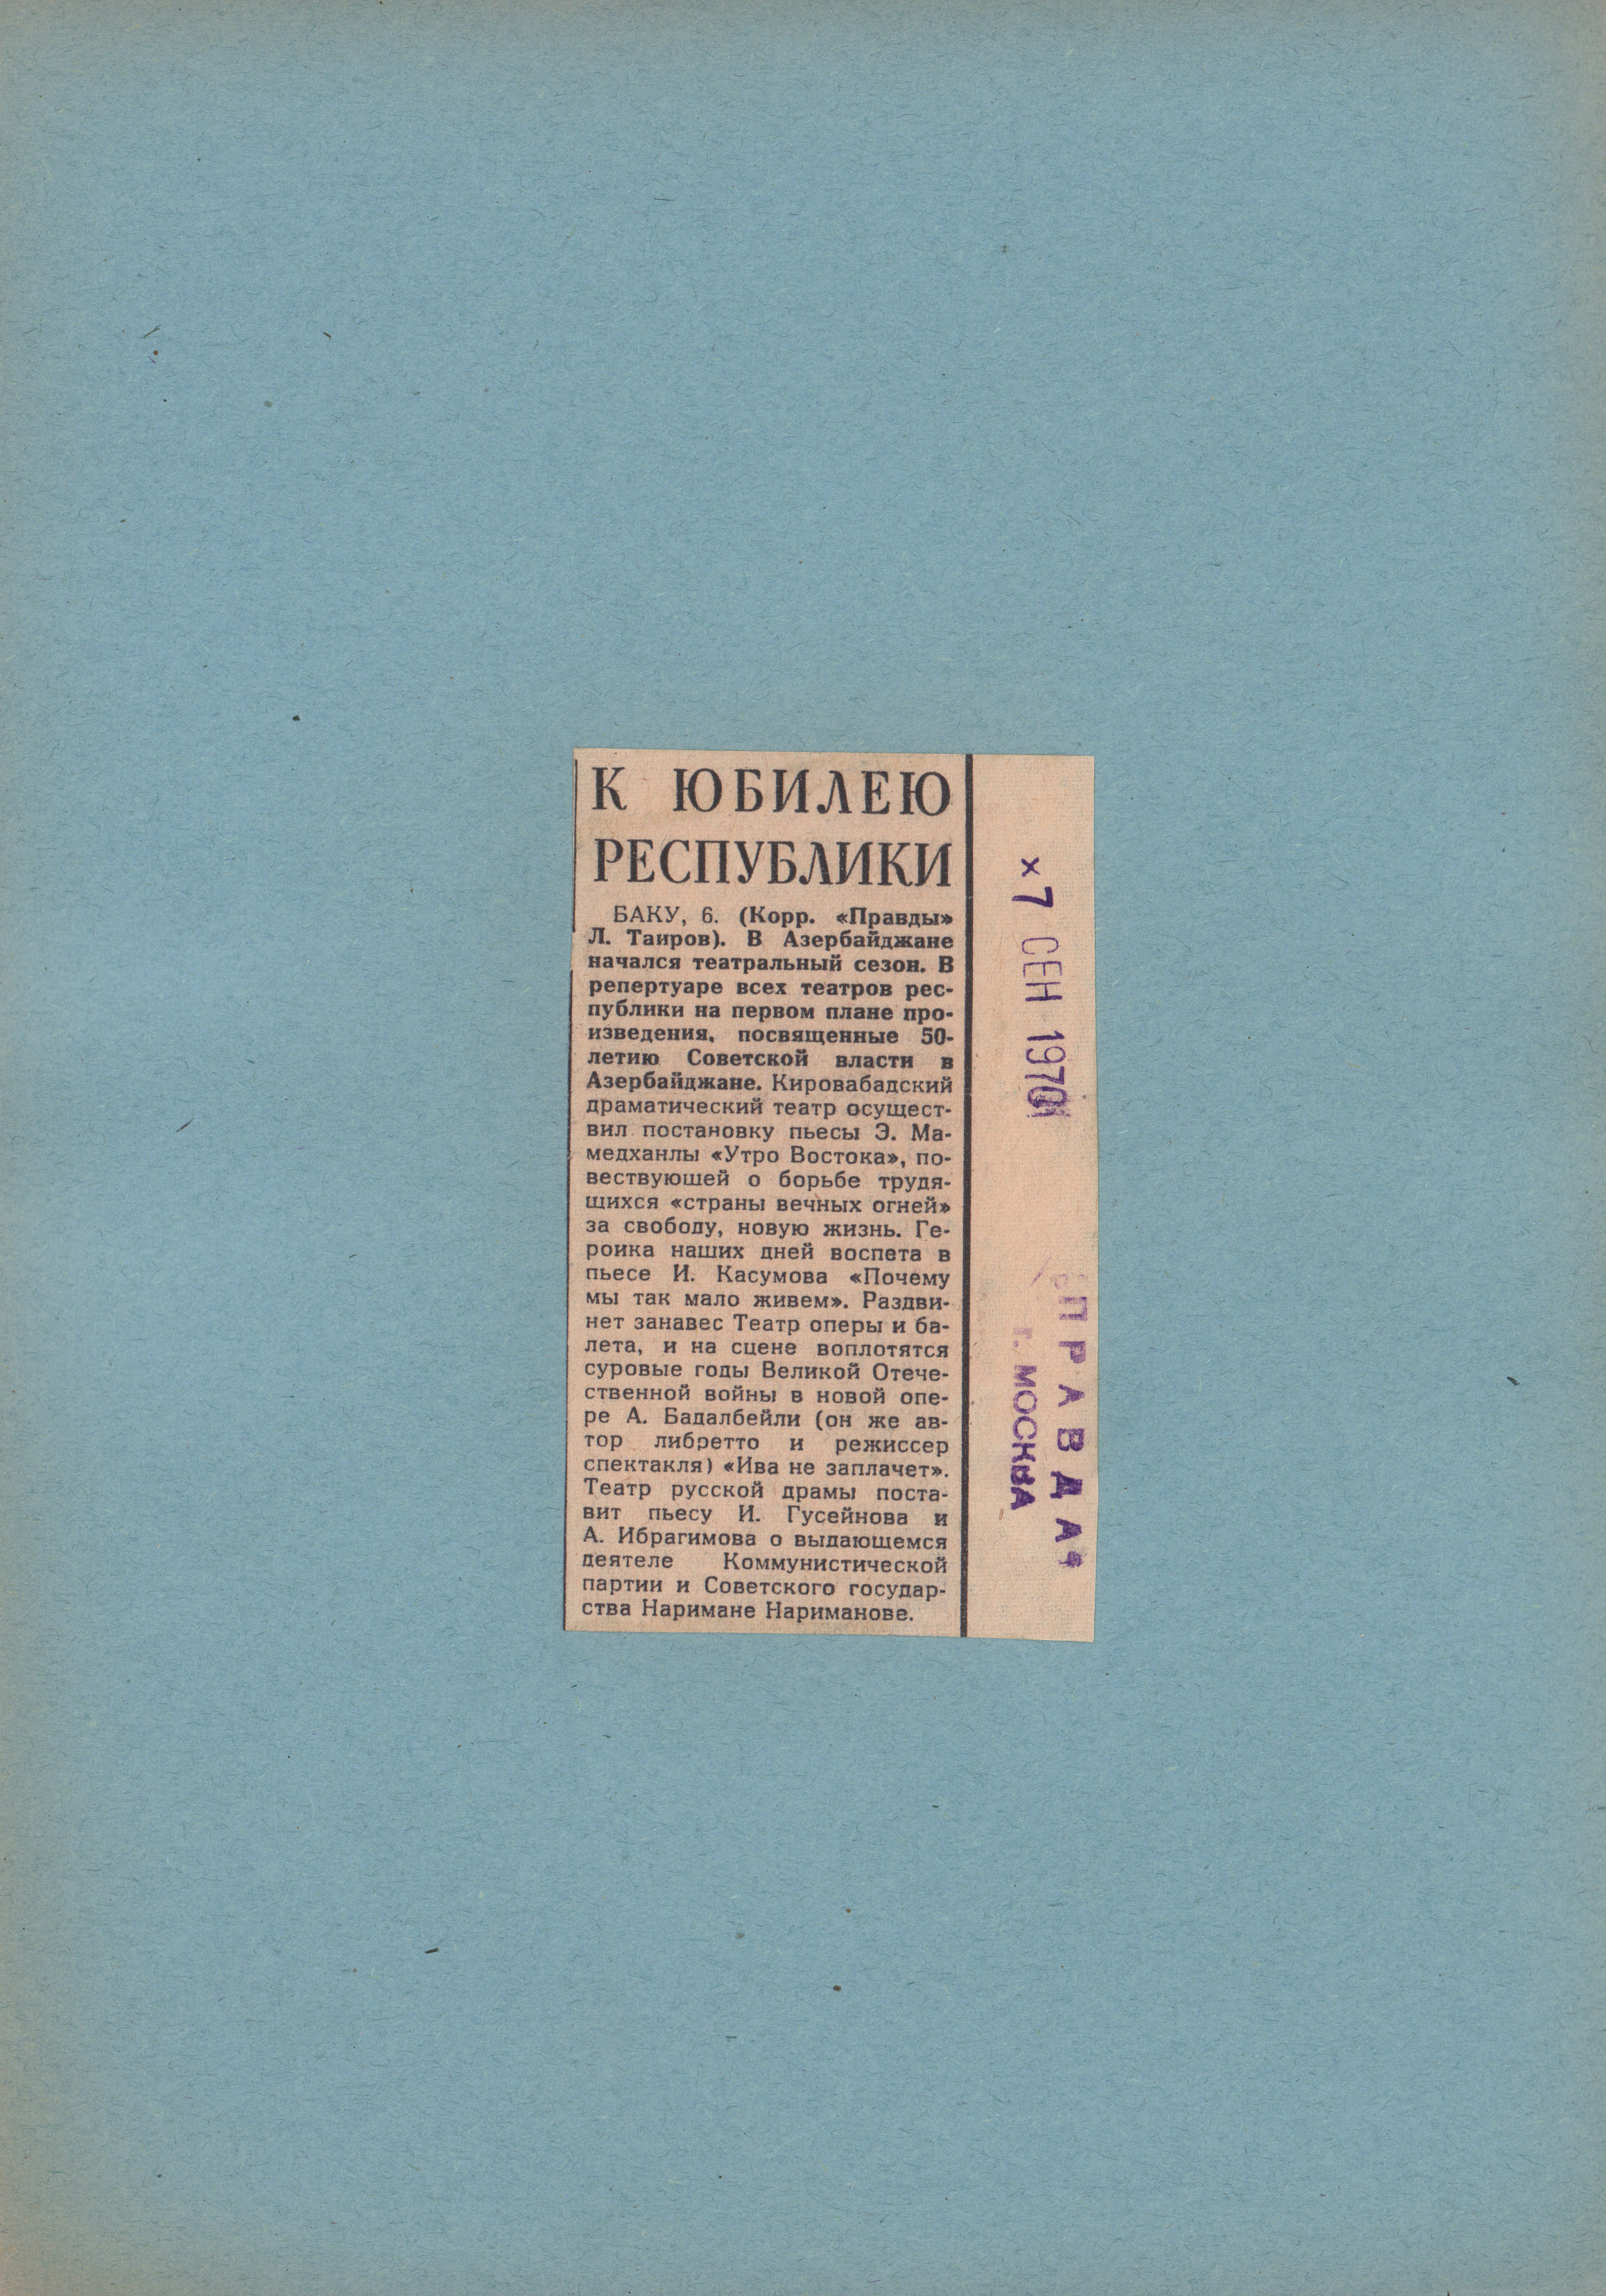 К ЮБИЛЕЮ
РЕСПУБЛИКИ
БАКУ, 6. (Корр. «Правды»
Л. Таиров). В Азербайджане
начался театральный сезон. В
репертуаре всех театров рес-
публики на первом плане про-
изведения, посвященные 50-
летию Советской власти в
Азербайджане. Кировабадский
драматический театр осущест-
вил постановку пьесы Э. Ма-
медханлы «Утро Востока», по-
вествующей о борьбе трудя-
щихся «страны вечных огней»
за свободу, новую жизнь. Ге-
роика наших дней воспета в
пьесе И. Касумова «Почему
мы так мало живем». Раздви-
нет занавес Театр оперы и ба-
лета, и на сцене воплотятся
суровые годы Великой Отече-
ственной войны в новой опе-
ре А. Бадалбейли (он же ав-
тор либретто и режиссер
спектакля) «Ива не заплачет».
Театр русской драмы поста-
вит пьесу И. Гусейнова и
А. Ибрагимова о выдающемся
деятеле Коммунистической
партии и Советского государ-
ства Наримане Нариманове.
×7 СЕН 1970
"ПРАВДА"
г. МОСКВА